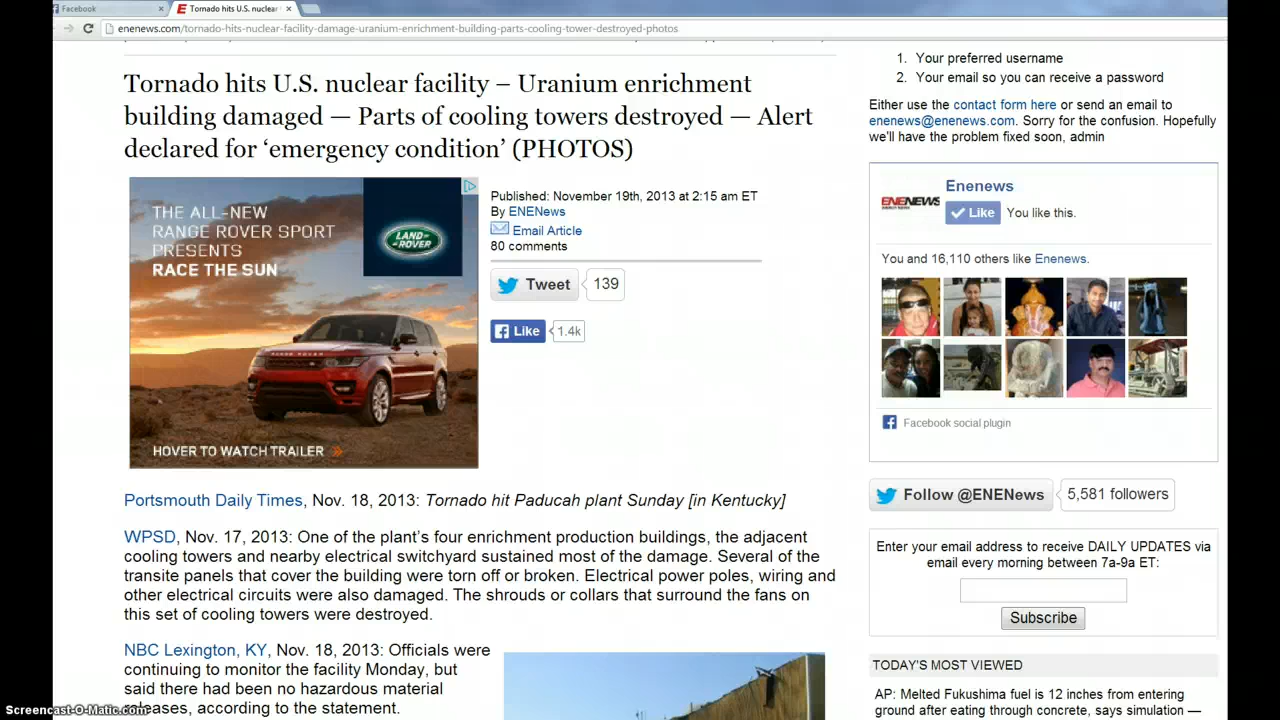 Facebook
Tornado hits U.S. nuclear
enenews.com/tornado-hits-nuclear-facility-damage-uranium-enrichment-building-parts-cooling-tower-destroyed-photos
Tornado hits U.S. nuclear facility – Uranium enrichment
building damaged — Parts of cooling towers destroyed — Alert
declared for ‘emergency condition’ (PHOTOS)
THE ALL-NEW
RANGE ROVER SPORT
PRESENTS
RACE THE SUN
LAND-
ROVER
RANGE ROVER
HOVER TO WATCH TRAILER
Published: November 19th, 2013 at 2:15 am ET
By ENENews
Email Article
80 comments
Tweet
139
Like
1.4k
Portsmouth Daily Times, Nov. 18, 2013: Tornado hit Paducah plant Sunday [in Kentucky]
WPSD, Nov. 17, 2013: One of the plant’s four enrichment production buildings, the adjacent
cooling towers and nearby electrical switchyard sustained most of the damage. Several of the
transite panels that cover the building were torn off or broken. Electrical power poles, wiring and
other electrical circuits were also damaged. The shrouds or collars that surround the fans on
this set of cooling towers were destroyed.
NBC Lexington, KY, Nov. 18, 2013: Officials were
continuing to monitor the facility Monday, but
said there had been no hazardous material
according to the statement.
1. Your preferred username
2. Your email so you can receive a password
Either use the contact form here or send an email to
enenews@enenews.com. Sorry for the confusion. Hopefully
we'll have the problem fixed soon, admin
ENENEWS
Enenews
Like
You like this.
You and 16,110 others like Enenews.
Facebook social plugin
Follow @ENENews
5,581 followers
Enter your email address to receive DAILY UPDATES via
email every morning between 7a-9a ET:
Subscribe
TODAY'S MOST VIEWED
AP: Melted Fukushima fuel is 12 inches from entering
ground after eating through concrete, says simulation —
Screencast-O-Matic.com